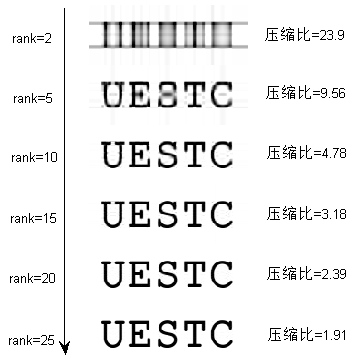 rank=2 压缩比=23.9
rank=5 UESTC 压缩比=9.56
rank=10 UESTC 压缩比=4.78
rank=15 UESTC 压缩比=3.18
rank=20 UESTC 压缩比=2.39
rank=25 UESTC 压缩比=1.91